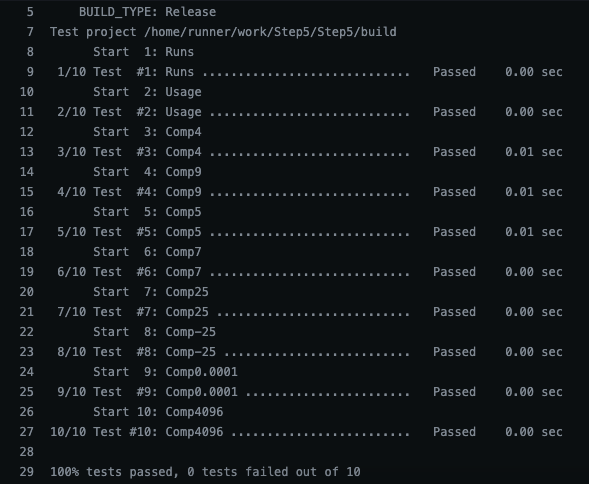 5      BUILD_TYPE: Release
7  Test project /home/runner/work/Step5/Step5/build
8        Start  1: Runs
9   1/10 Test  #1: Runs .............................   Passed    0.00 sec
10        Start  2: Usage
11   2/10 Test  #2: Usage ............................   Passed    0.00 sec
12        Start  3: Comp4
13   3/10 Test  #3: Comp4 ............................   Passed    0.01 sec
14        Start  4: Comp9
15   4/10 Test  #4: Comp9 ............................   Passed    0.01 sec
16        Start  5: Comp5
17   5/10 Test  #5: Comp5 ............................   Passed    0.01 sec
18        Start  6: Comp7
19   6/10 Test  #6: Comp7 ............................   Passed    0.00 sec
20        Start  7: Comp25
21   7/10 Test  #7: Comp25 ...........................   Passed    0.00 sec
22        Start  8: Comp-25
23   8/10 Test  #8: Comp-25 ..........................   Passed    0.00 sec
24        Start  9: Comp0.0001
25   9/10 Test  #9: Comp0.0001 .......................   Passed    0.00 sec
26        Start 10: Comp4096
27  10/10 Test #10: Comp4096 .........................   Passed    0.00 sec
28
29  100% tests passed, 0 tests failed out of 10